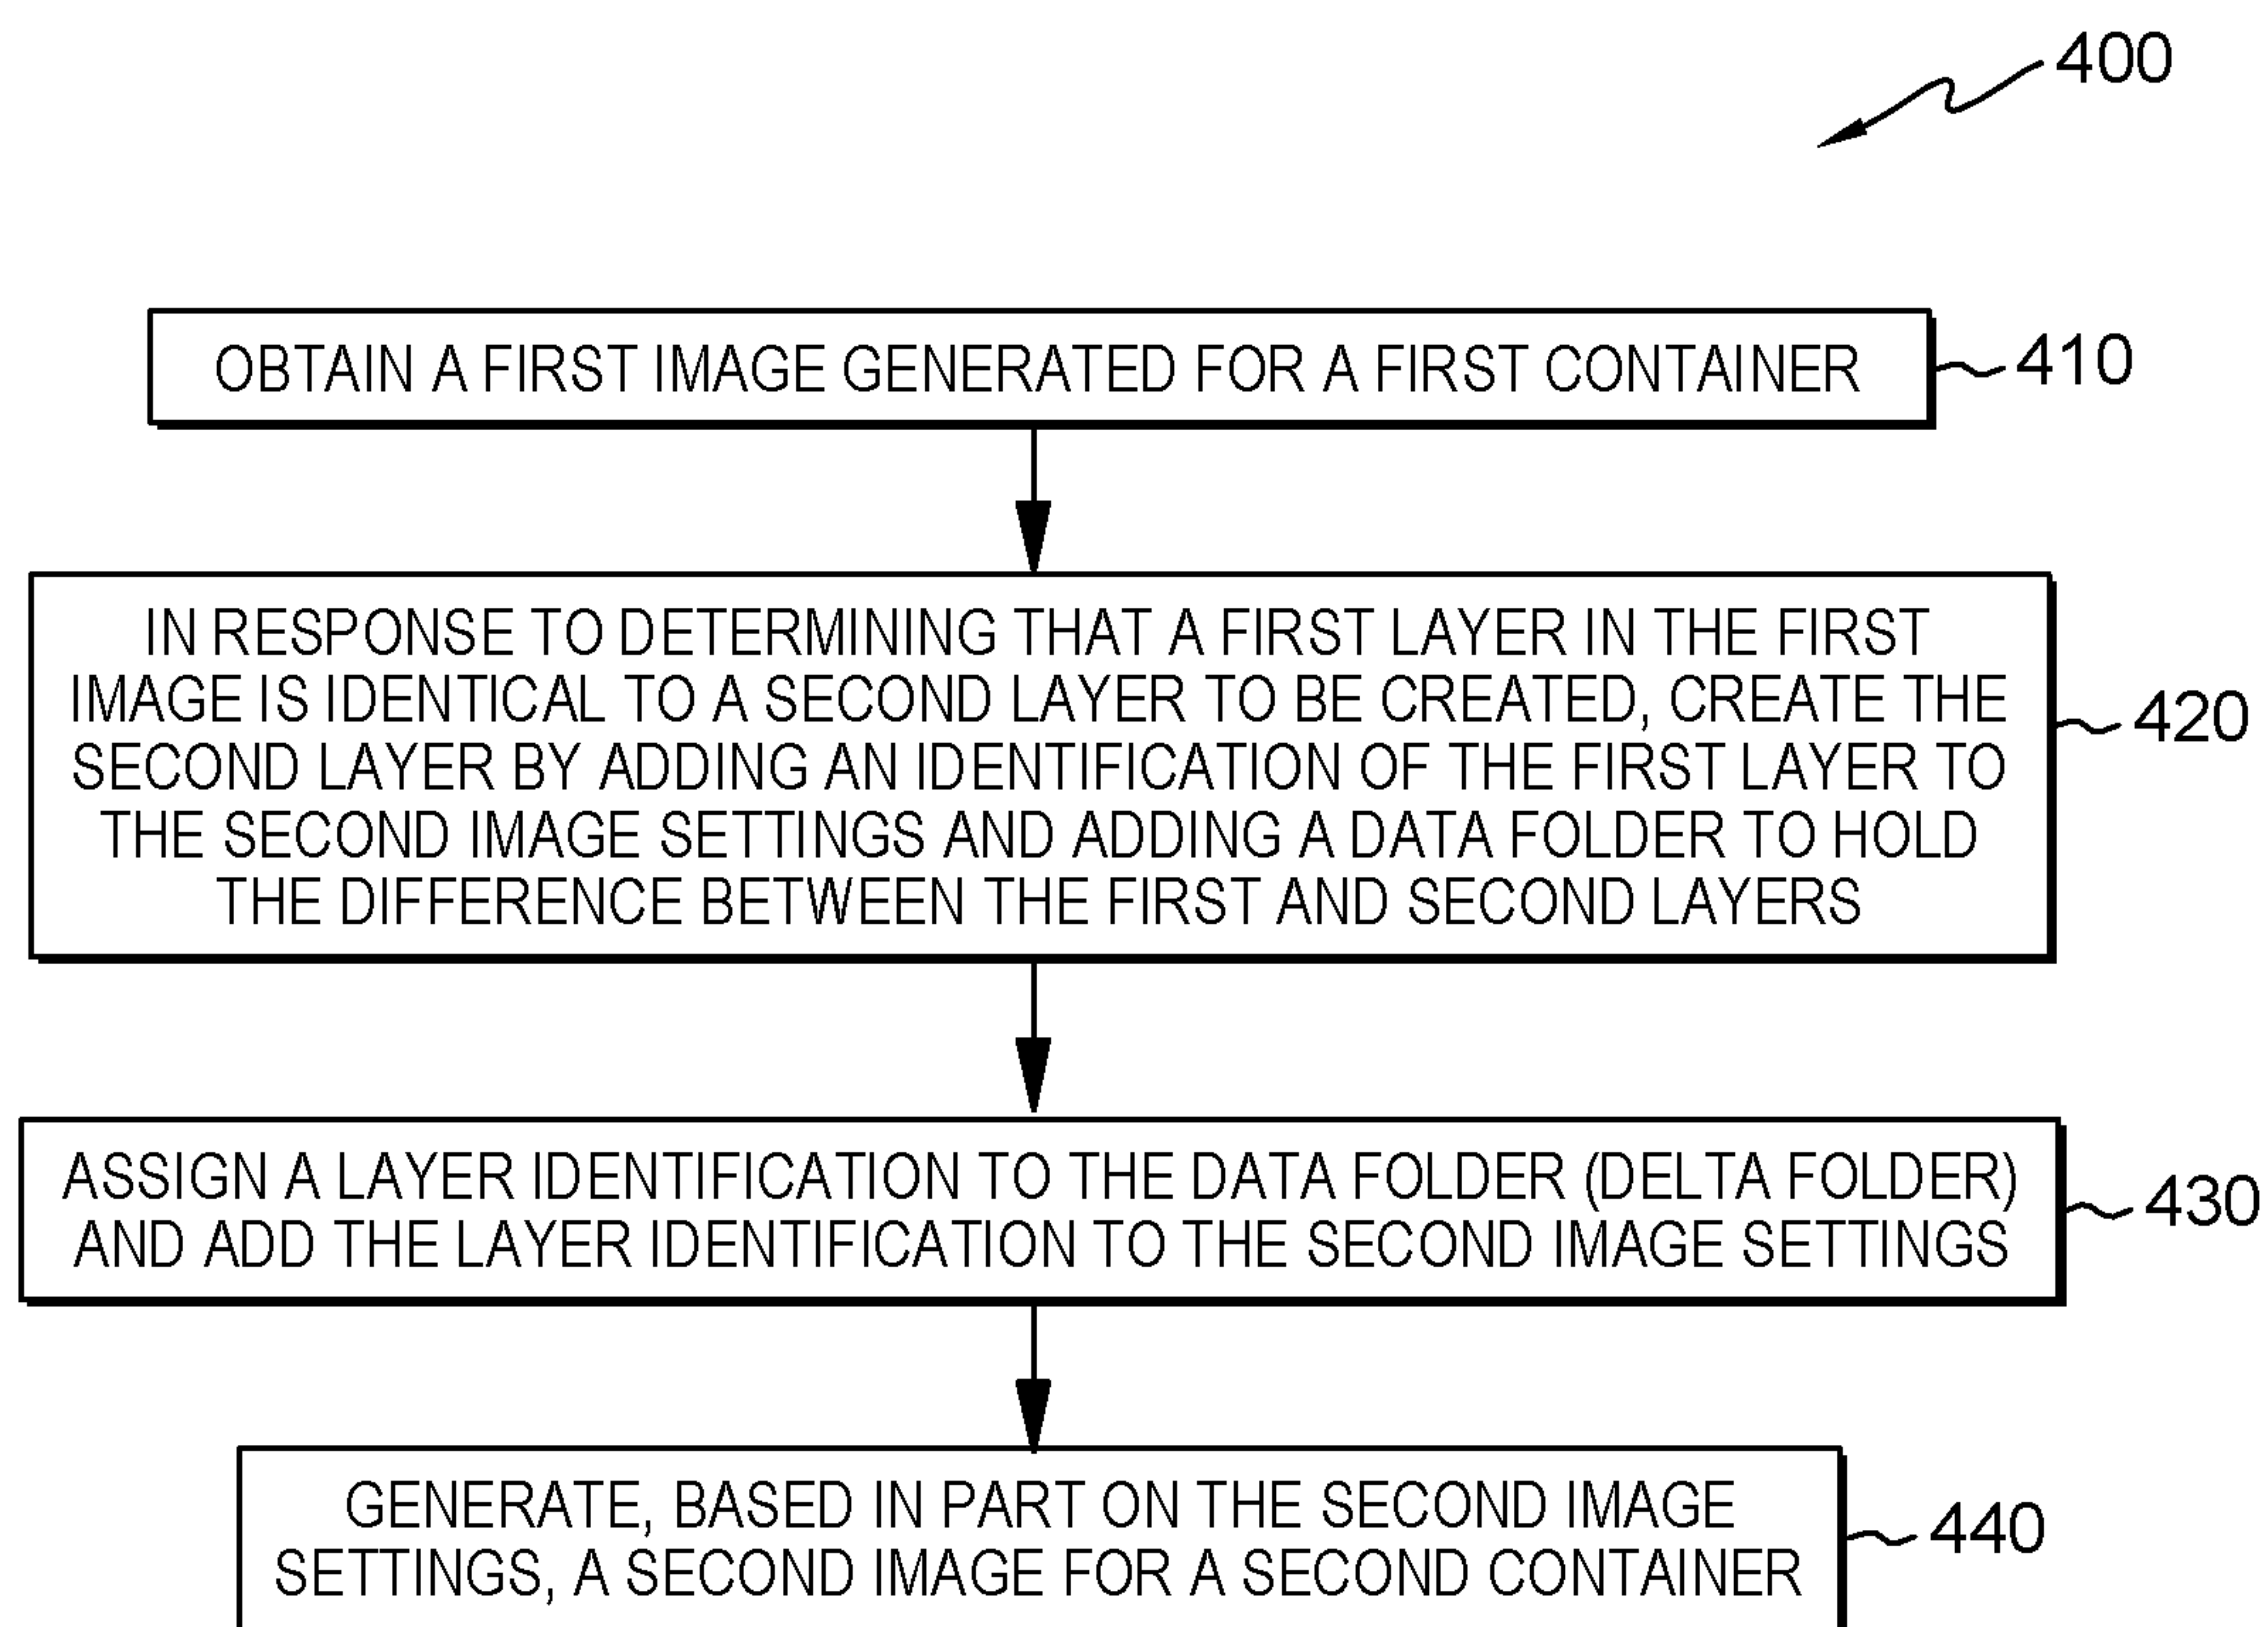 400
OBTAIN A FIRST IMAGE GENERATED FOR A FIRST CONTAINER
410
IN RESPONSE TO DETERMINING THAT A FIRST LAYER IN THE FIRST
IMAGE IS IDENTICAL TO A SECOND LAYER TO BE CREATED, CREATE THE
SECOND LAYER BY ADDING AN IDENTIFICATION OF THE FIRST LAYER TO
THE SECOND IMAGE SETTINGS AND ADDING A DATA FOLDER TO HOLD
THE DIFFERENCE BETWEEN THE FIRST AND SECOND LAYERS
420
ASSIGN A LAYER IDENTIFICATION TO THE DATA FOLDER (DELTA FOLDER)
AND ADD THE LAYER IDENTIFICATION TO THE SECOND IMAGE SETTINGS
430
GENERATE, BASED IN PART ON THE SECOND IMAGE
SETTINGS, A SECOND IMAGE FOR A SECOND CONTAINER
440